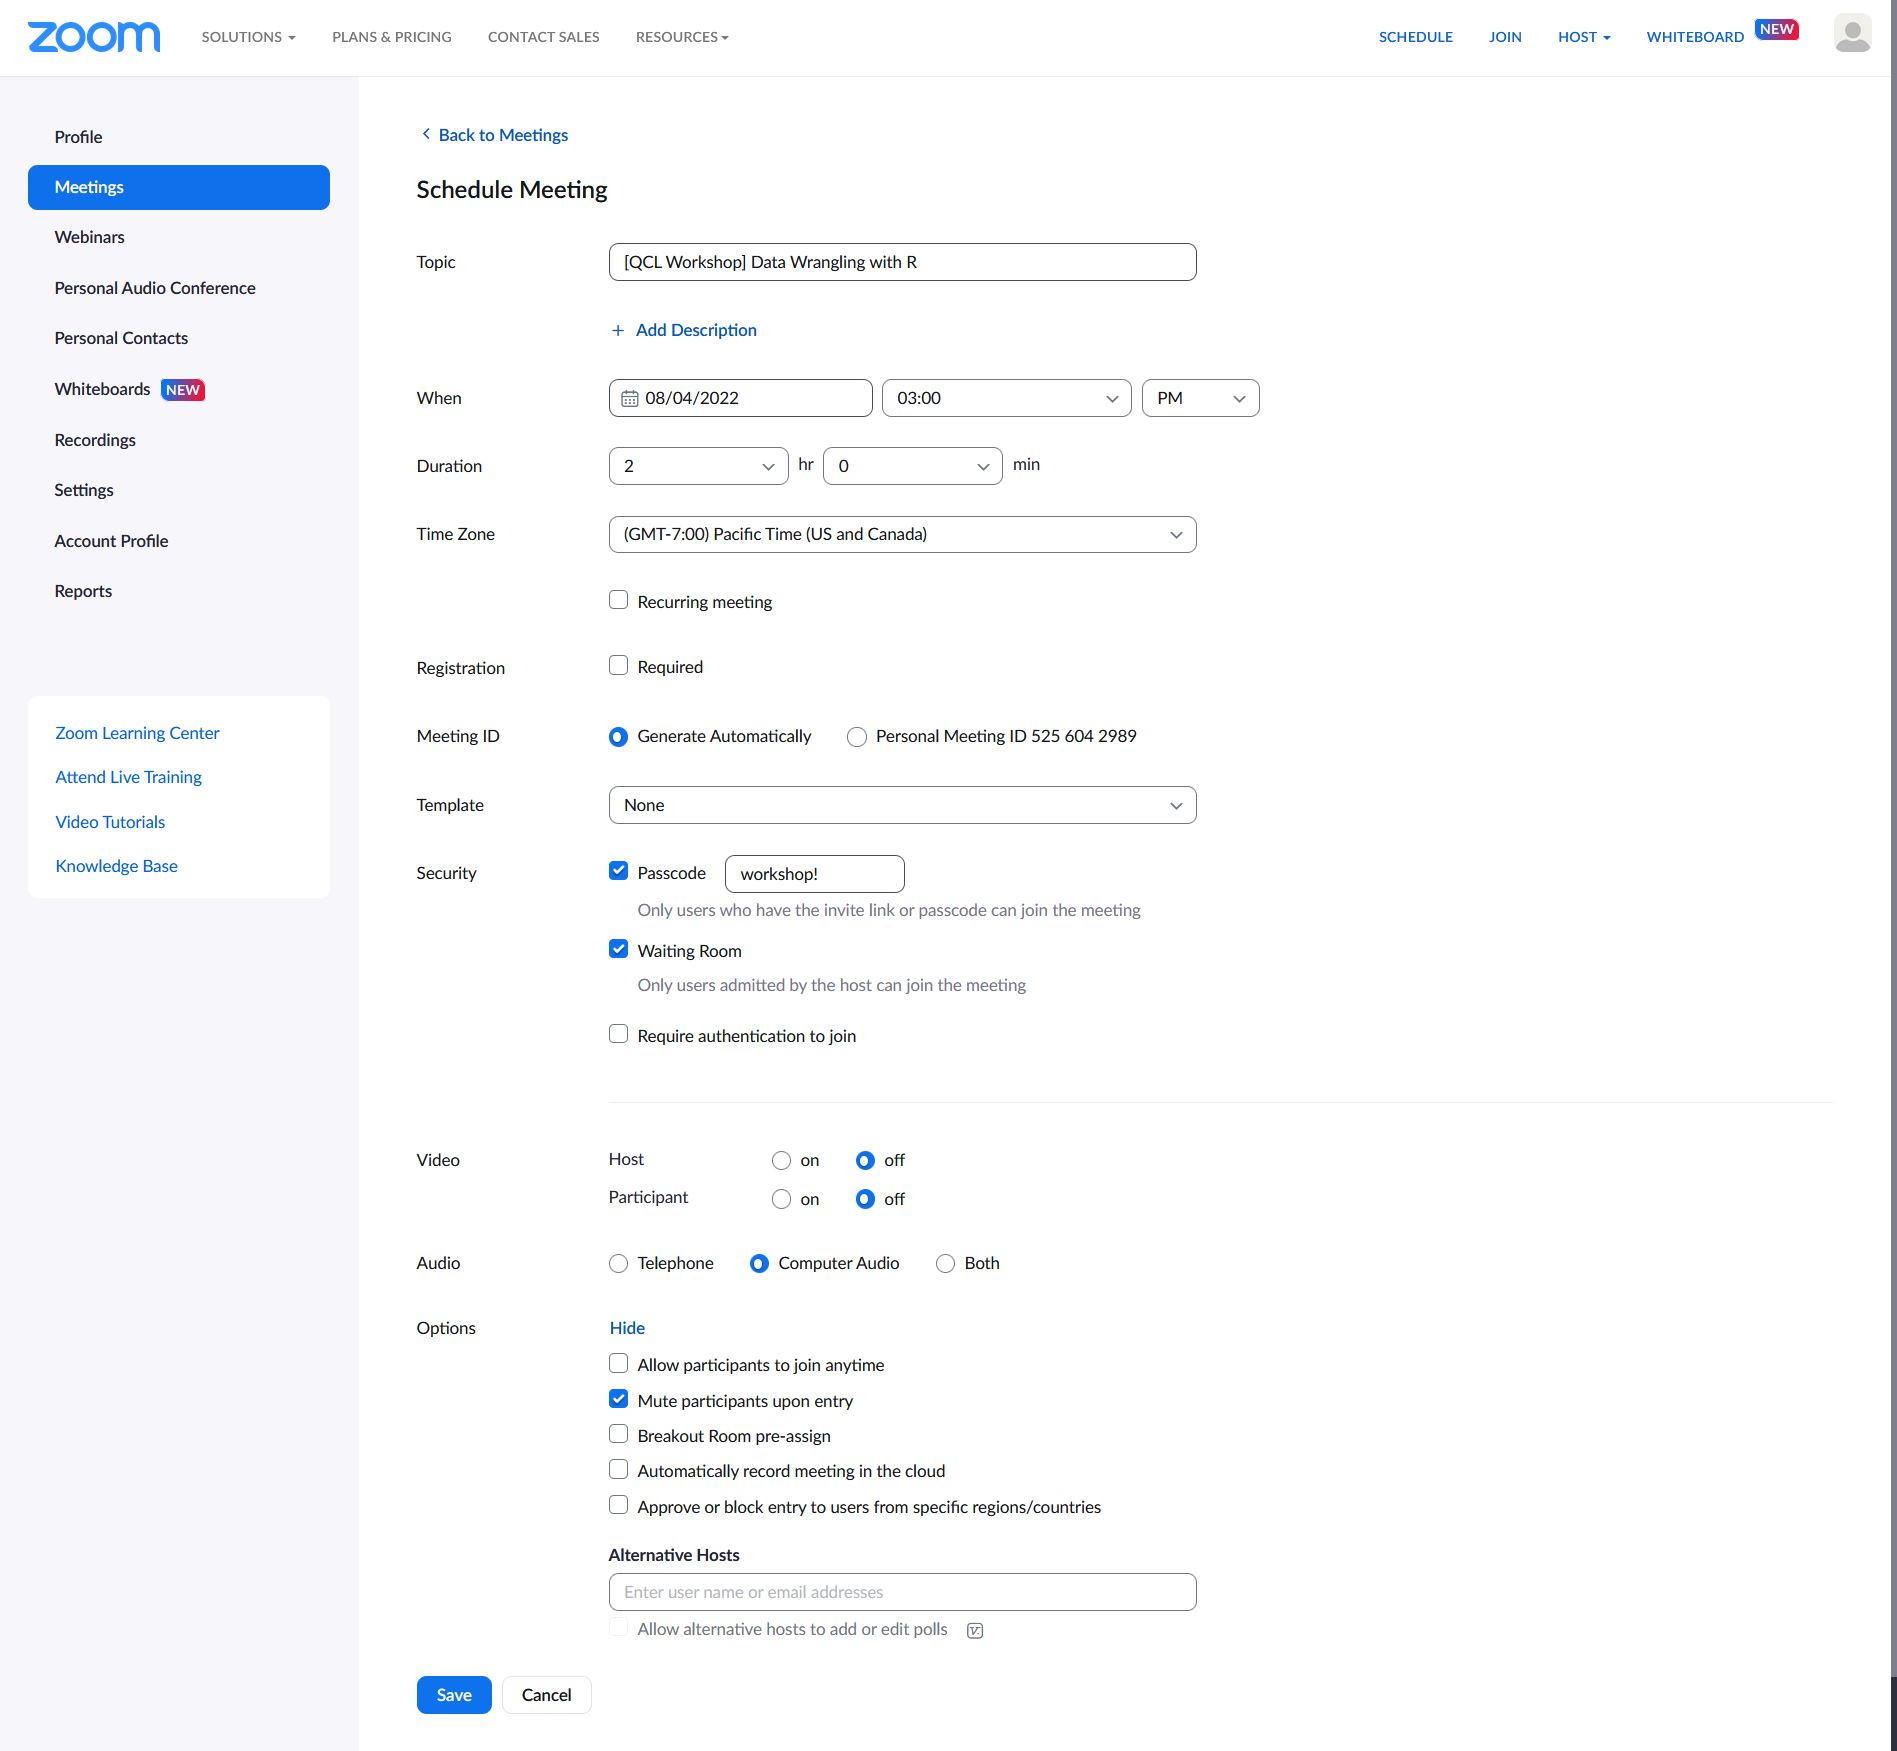 zoom
SOLUTIONS
PLANS & PRICING
CONTACT SALES
RESOURCES
SCHEDULE
JOIN
HOST
WHITEBOARD
NEW
Profile
Meetings
Webinars
Personal Audio Conference
Personal Contacts
Whiteboards NEW
Recordings
Settings
Account Profile
Reports
Zoom Learning Center
Attend Live Training
Video Tutorials
Knowledge Base
Back to Meetings
Schedule Meeting
Topic [QCL Workshop] Data Wrangling with R
+ Add Description
When 08/04/2022 03:00 PM
Duration 2 hr 0 min
Time Zone (GMT-7:00) Pacific Time (US and Canada)
Recurring meeting
Registration Required
Meeting ID Generate Automatically Personal Meeting ID 525 604 2989
Template None
Security Passcode workshop!
Only users who have the invite link or passcode can join the meeting
Waiting Room
Only users admitted by the host can join the meeting
Require authentication to join
Video Host on off
Participant on off
Audio Telephone Computer Audio Both
Options Hide
Allow participants to join anytime
Mute participants upon entry
Breakout Room pre-assign
Automatically record meeting in the cloud
Approve or block entry to users from specific regions/countries
Alternative Hosts
Enter user name or email addresses
Allow alternative hosts to add or edit polls
Save Cancel